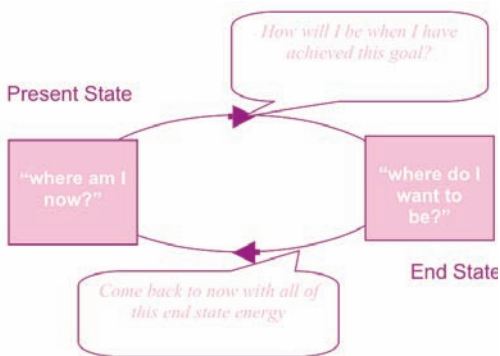 How will I be when I have
achieved this goal?
Present State
“where am I
now?”
“where do I
want to
be?”
End State
Come back to now with all of
this end state energy